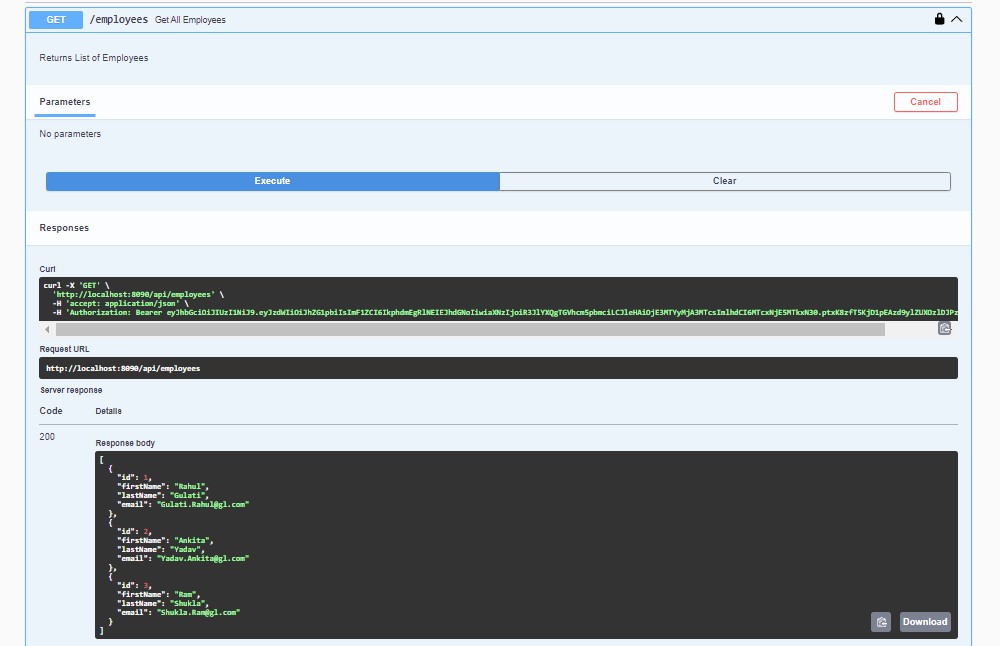 GET /employees Get All Employees
Returns List of Employees
Parameters
Cancel
No parameters
Execute
Clear
Responses
Curl
curl -X 'GET' \
'http://localhost:8090/api/employees' \
-H 'accept: application/json' \
-H 'Authorization: Bearer
Request URL
http://localhost:8090/api/employees
Server response
Code Details
200
Response body
[
{
"id": 1,
"firstName": "Rahul",
"lastName": "Gulati",
"email": "Gulati.Rahul@gl.com"
},
{
"id": 2,
"firstName": "Ankita",
"lastName": "Yadav",
"email": "Yadav.Ankita@gl.com"
},
{
"id": 3,
"firstName": "Ram",
"lastName": "Shukla",
"email": "Shukla.Ram@gl.com"
}
]
Download